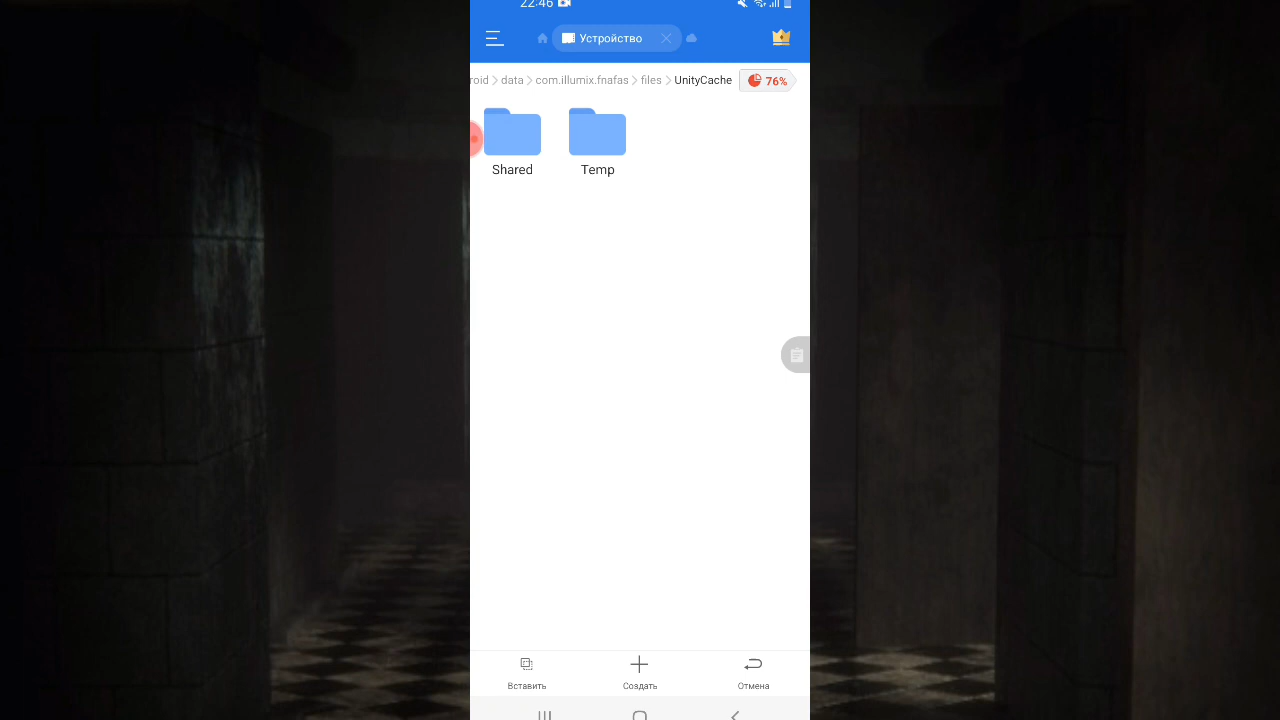 22:46
Устройство
roid > data > com.illumix.fnafas > files > UnityCache 76%
Shared Temp
Вставить Создать Отмена